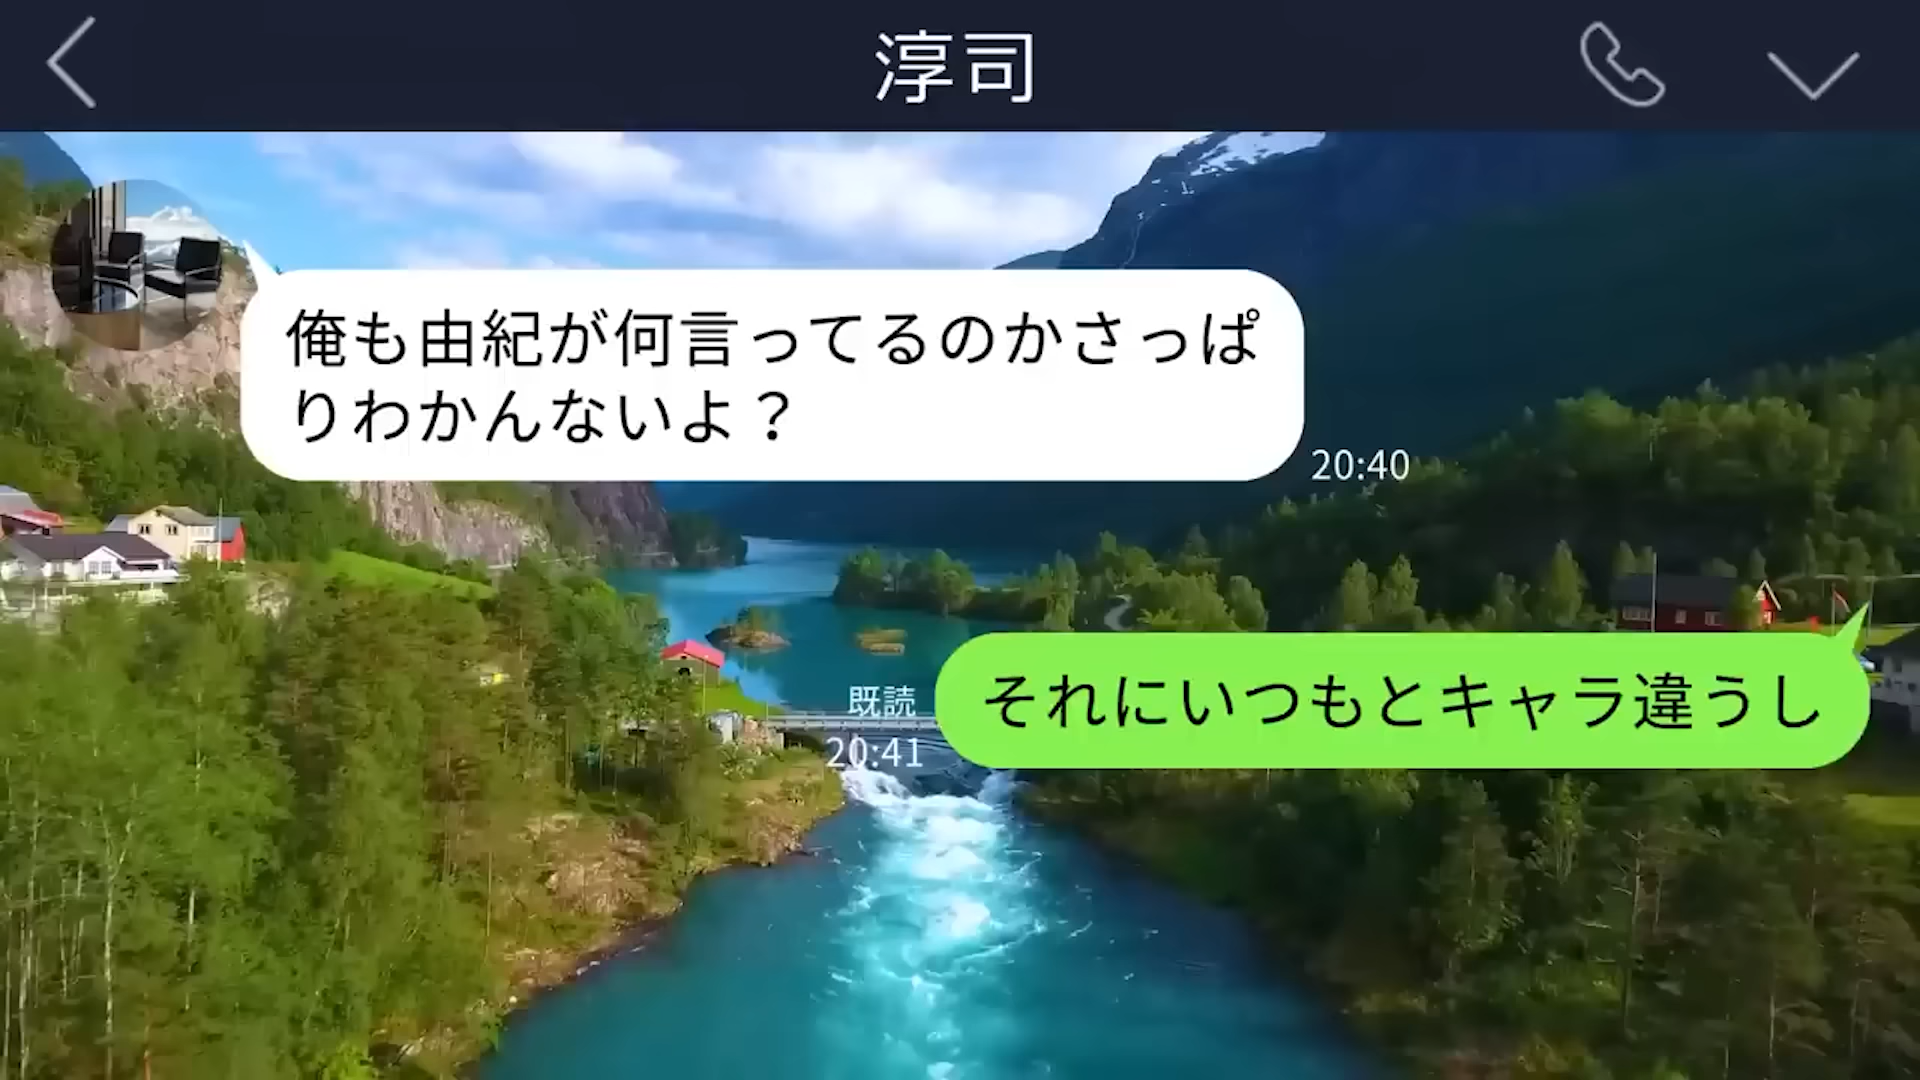 淳司
俺も由紀が何言ってるのかさっぱ
りわかんないよ？
20:40
それにいつもとキャラ違うし
既読
20:41